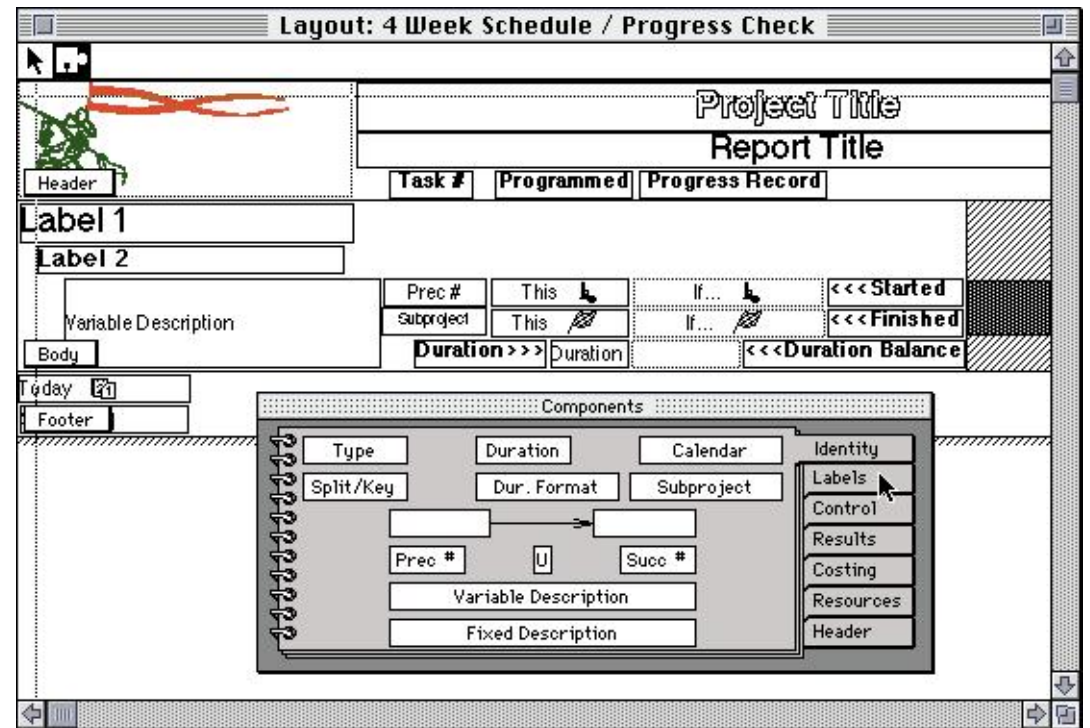 Layout: 4 Week Schedule / Progress Check
Project Title
Report Title
Header
Task # Programmed Progress Record
Label 1
Label 2
Prec # This If... <<<Started
Variable Description Subproject This If... <<<Finished
Body Duration>>> Duration <<<Duration Balance
Today 21
Footer
Components
Type Duration Calendar Identity
Split/Key Dur. Format Subproject Labels
Control
Results
Prec # U Succ #
Costing
Variable Description Resources
Fixed Description Header